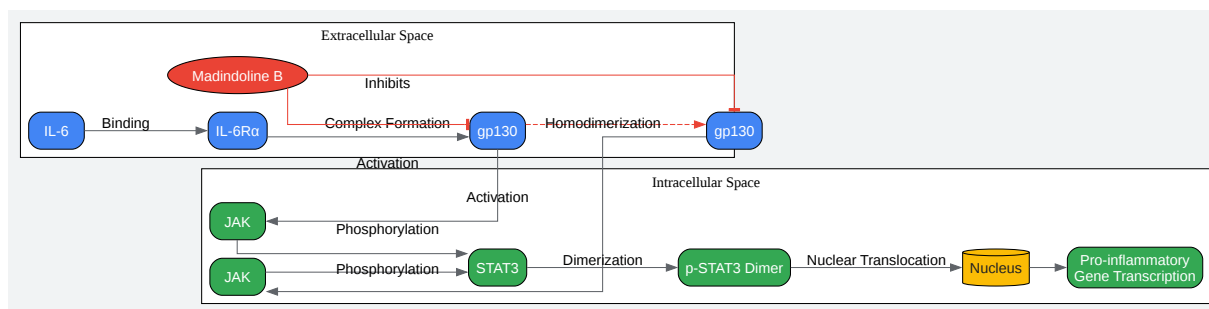 Extracellular Space
Madindoline B
Inhibits
IL-6
Binding
IL-6Rα
Complex Formation
gp130
Homodimerization
gp130
Activation
Intracellular Space
Activation
JAK
Phosphorylation
JAK
Phosphorylation
STAT3
Dimerization
p-STAT3 Dimer
Nuclear Translocation
Nucleus
Pro-inflammatory
Gene Transcription